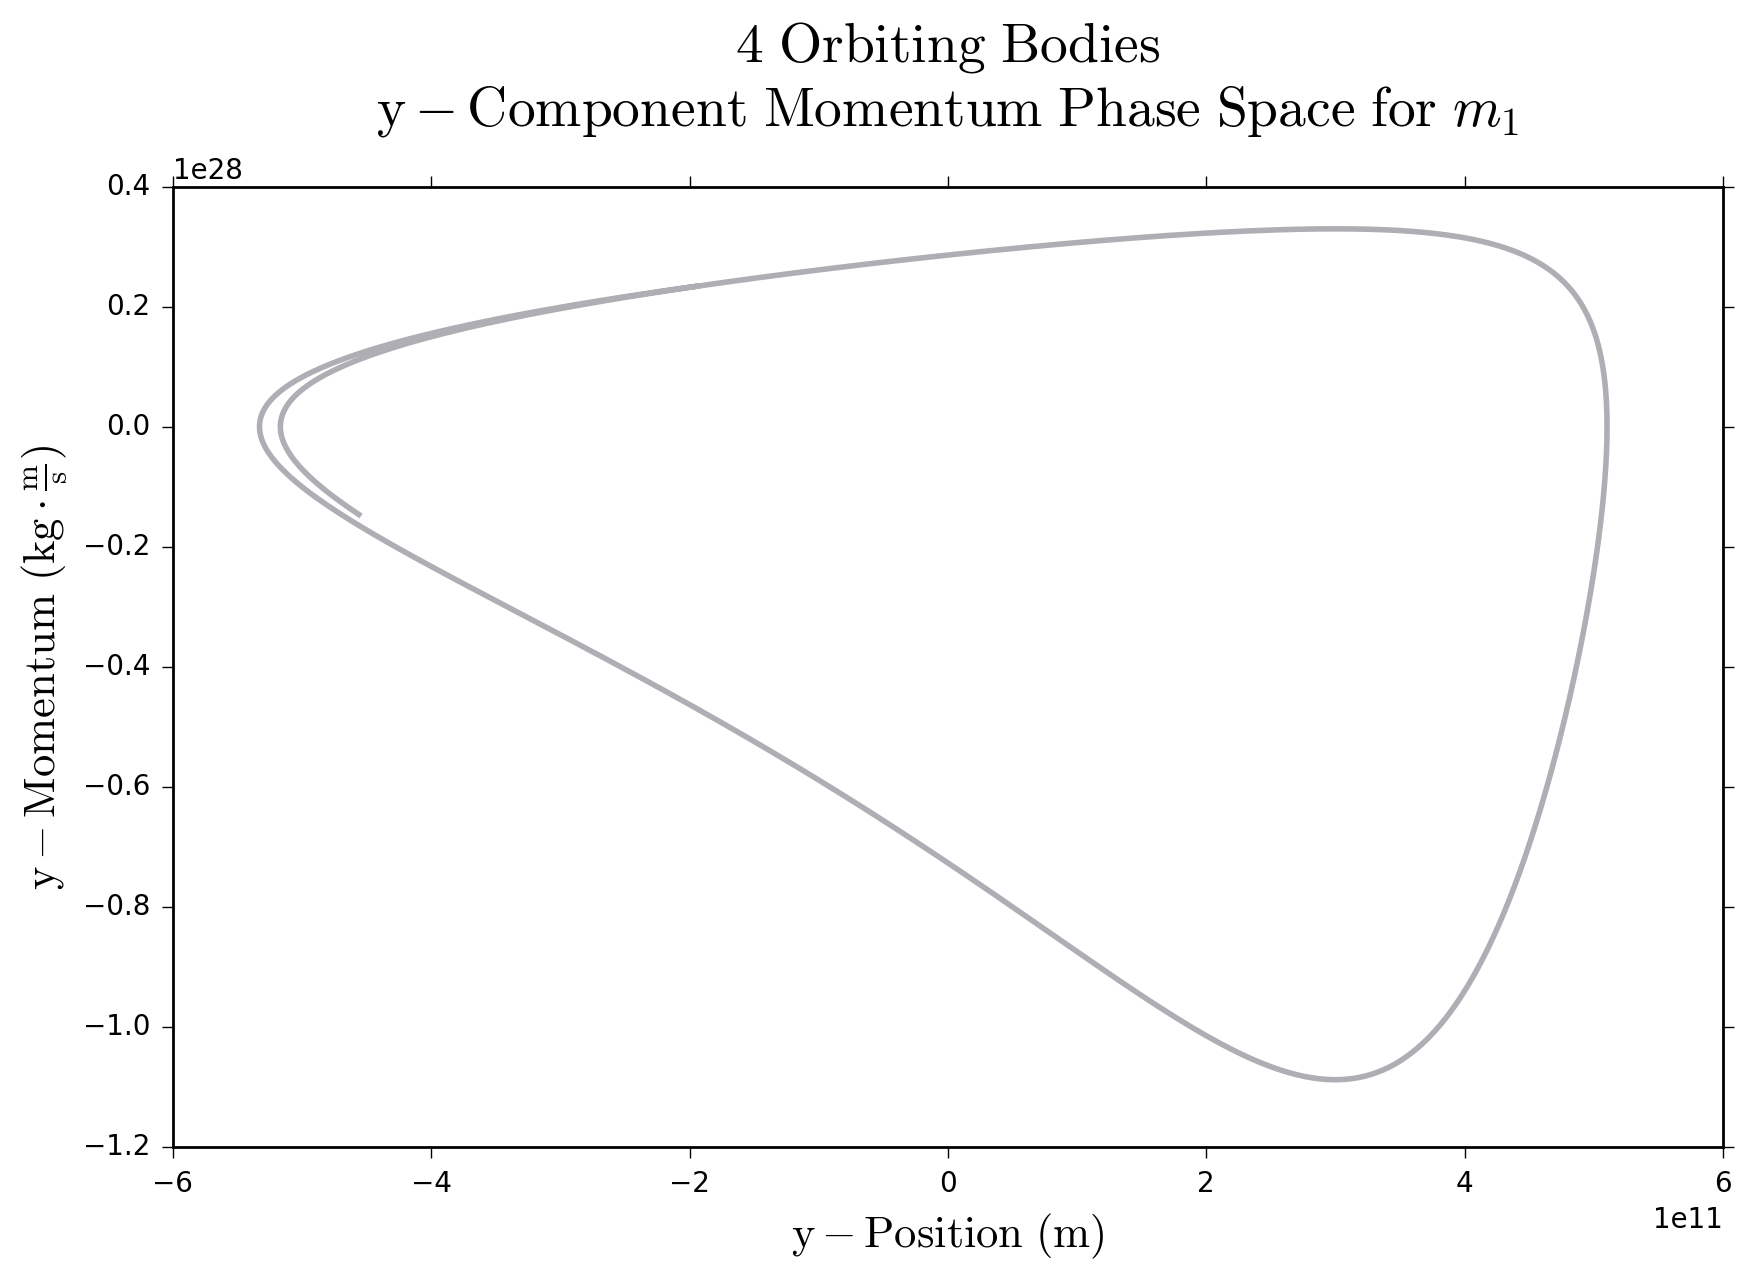 4 Orbiting Bodies
y − Component Momentum Phase Space for m₁
1e28
0.4
0.2
0.0
−0.2
−0.4
−0.6
−0.8
−1.0
−1.2
y − Momentum (kg · m/s)
−6 −4 −2 0 2 4 6
1e11
y − Position (m)